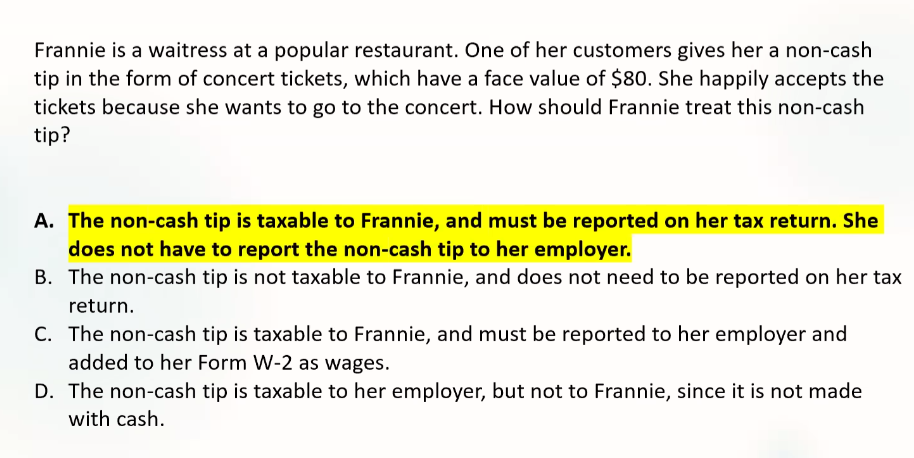 Frannie is a waitress at a popular restaurant. One of her customers gives her a non-cash
tip in the form of concert tickets, which have a face value of $80. She happily accepts the
tickets because she wants to go to the concert. How should Frannie treat this non-cash
tip?
A. The non-cash tip is taxable to Frannie, and must be reported on her tax return. She
does not have to report the non-cash tip to her employer.
B. The non-cash tip is not taxable to Frannie, and does not need to be reported on her tax
return.
C. The non-cash tip is taxable to Frannie, and must be reported to her employer and
added to her Form W-2 as wages.
D. The non-cash tip is taxable to her employer, but not to Frannie, since it is not made
with cash.